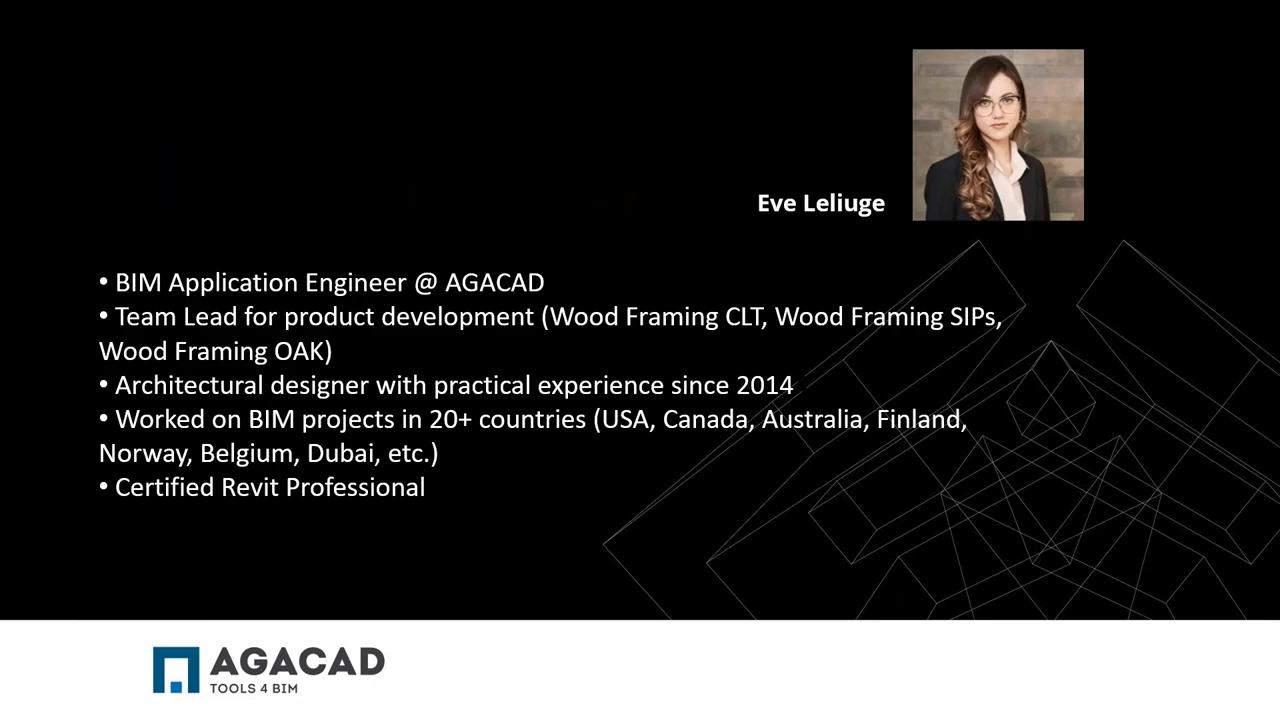 Eve Leliuge
• BIM Application Engineer @ AGACAD
• Team Lead for product development (Wood Framing CLT, Wood Framing SIPs,
Wood Framing OAK)
• Architectural designer with practical experience since 2014
• Worked on BIM projects in 20+ countries (USA, Canada, Australia, Finland,
Norway, Belgium, Dubai, etc.)
• Certified Revit Professional
AGACAD
TOOLS 4 BIM